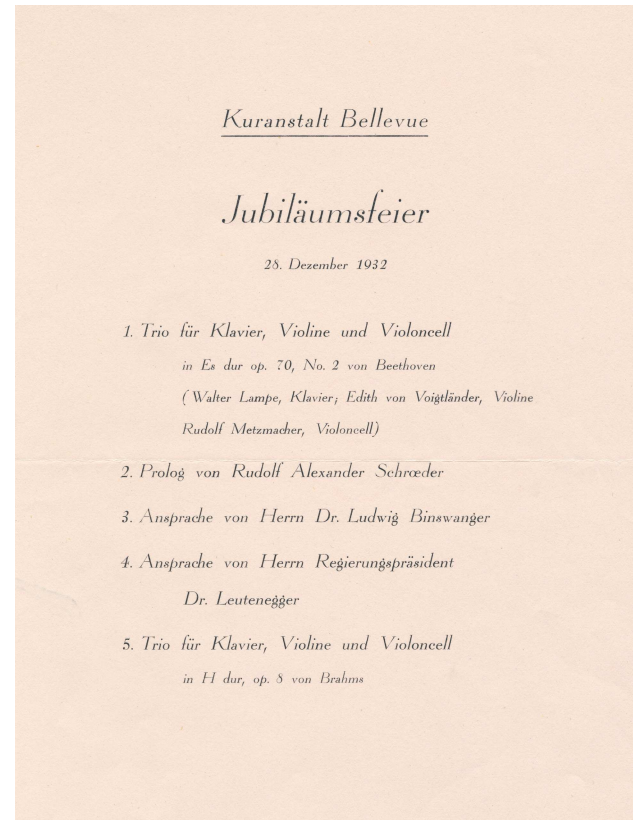 Kuranstalt Bellevue
Jubiläumsfeier
28. Dezember 1932
1. Trio für Klavier, Violine und Violoncell
in Es dur op. 70, No. 2 von Beethoven
(Walter Lampe, Klavier; Edith von Voigtländer, Violine
Rudolf Metzmacher, Violoncell)
2. Prolog von Rudolf Alexander Schrœder
3. Ansprache von Herrn Dr. Ludwig Binswanger
4. Ansprache von Herrn Regierungspräsident
Dr. Leutenegger
5. Trio für Klavier, Violine und Violoncell
in H dur, op. 8 von Brahms